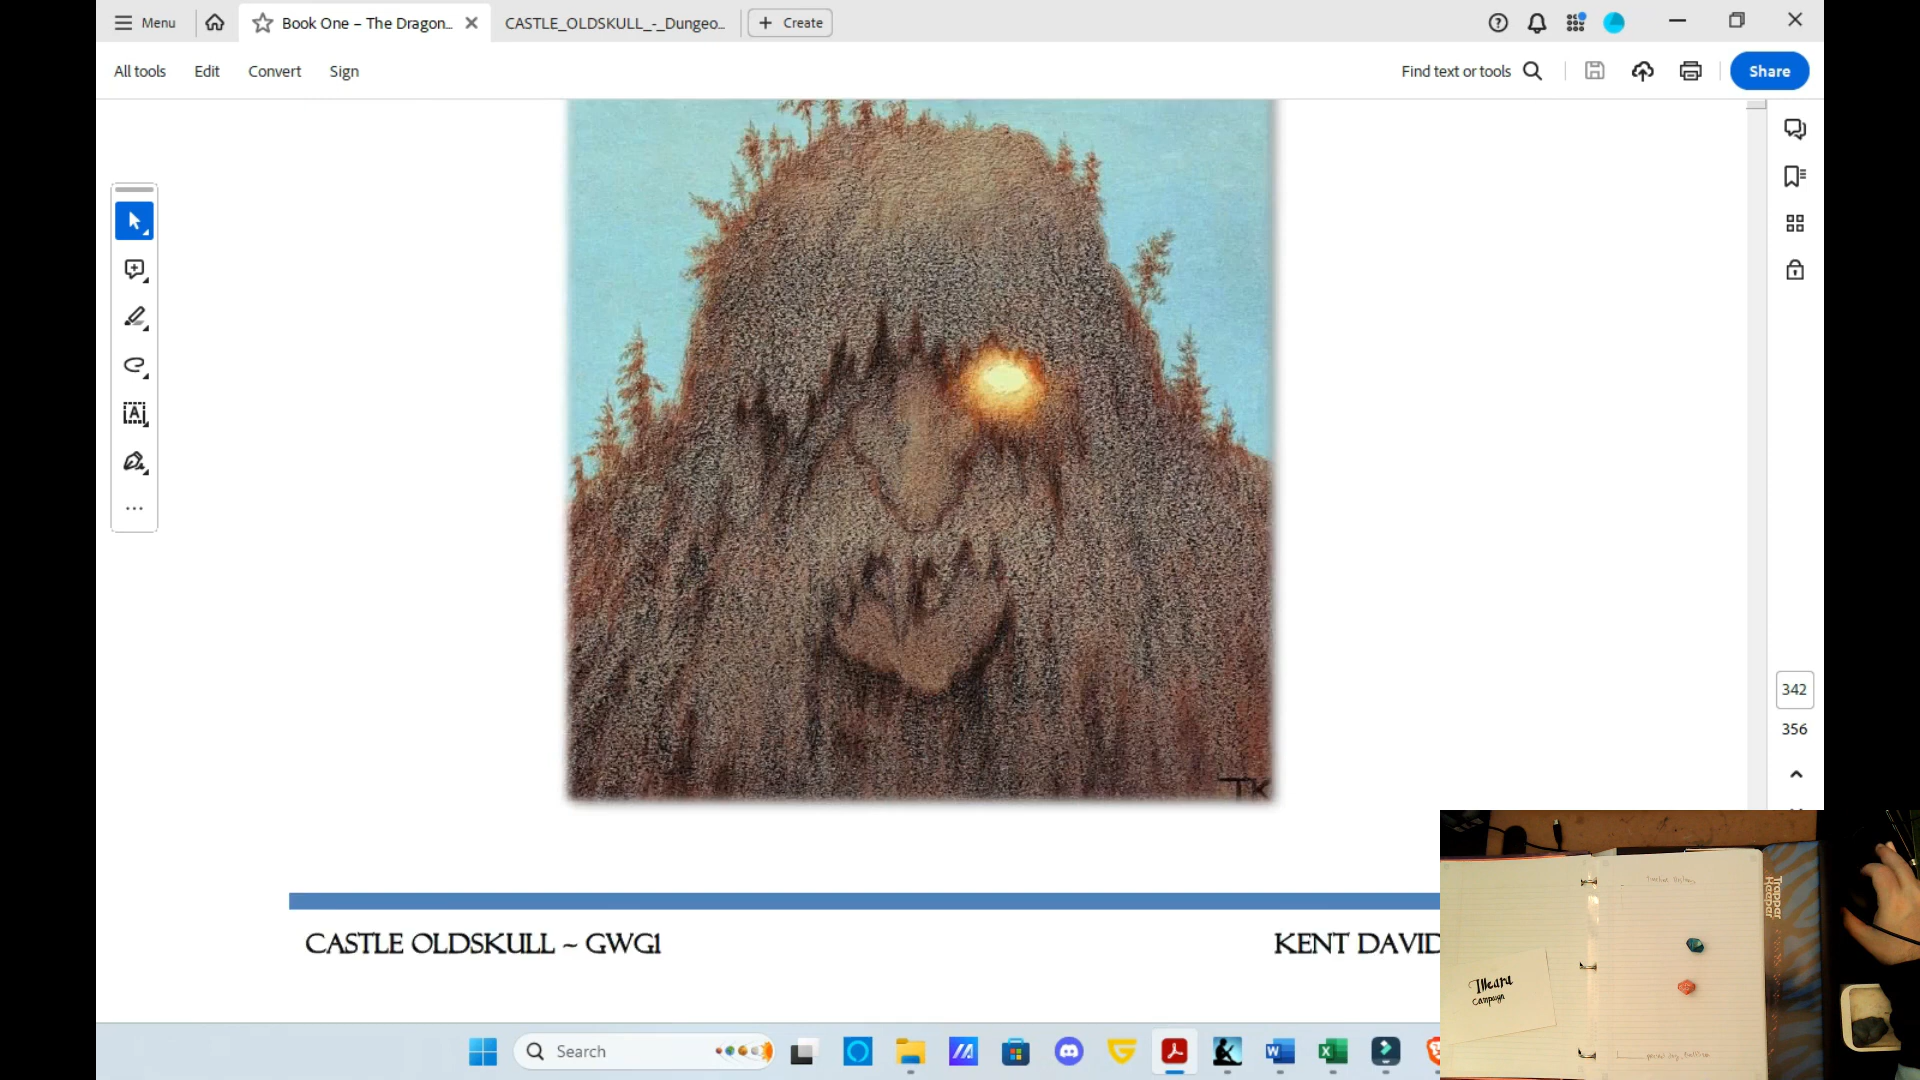 Menu
Book One – The Dragon...
CASTLE_OLDSKULL_-_Dungeo...
Create
All tools
Edit
Convert
Sign
Find text or tools
Share
TK
342
356
CASTLE OLDSKULL ~ GWG1
KENT DAVID
Trapper
Keeper
Campaign
Search